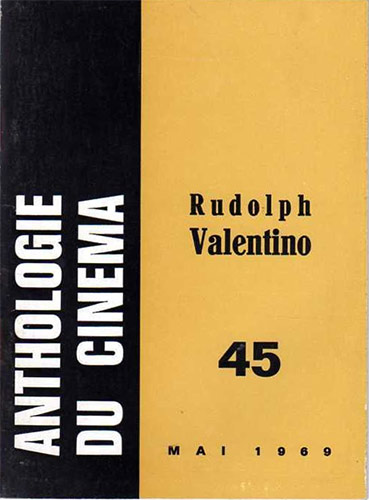 ANTHOLOGIE
DU CINEMA
Rudolph
Valentino
45
MAI 1969